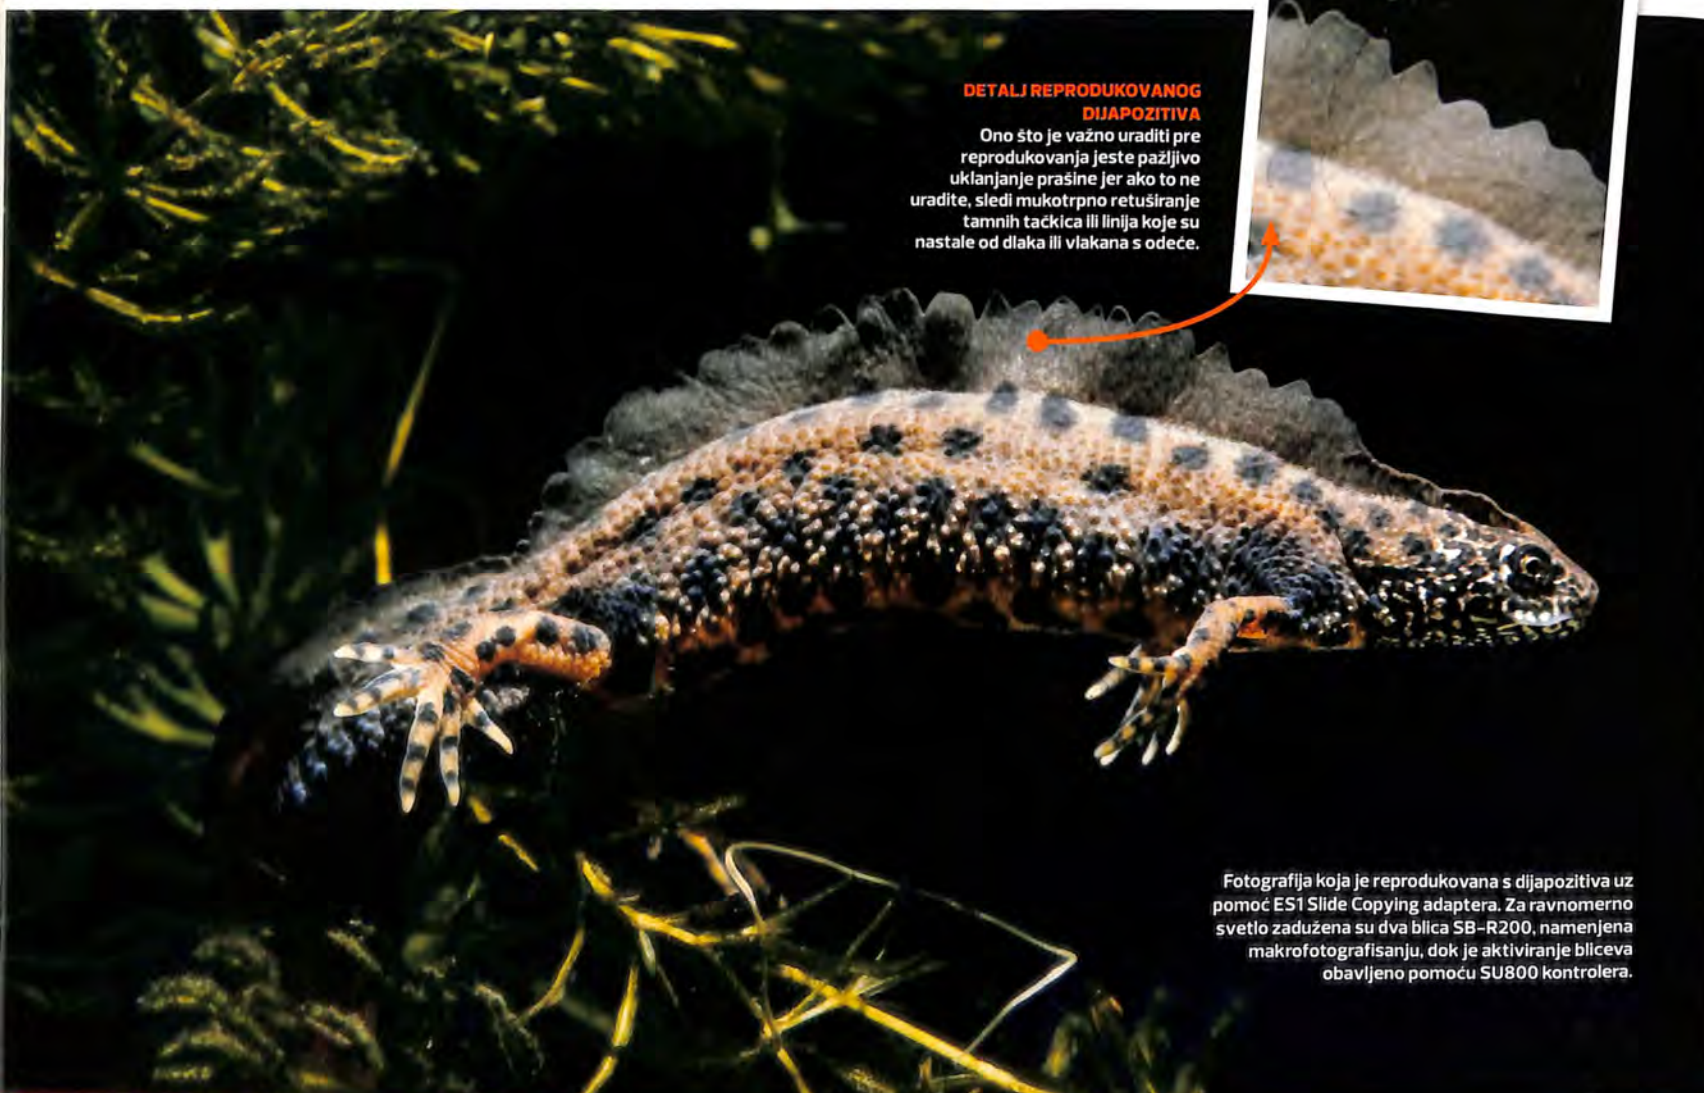 DETALJ REPRODUKOVANOG
DIJAPOZITIVA
Ono što je važno uraditi pre
reprodukovanja jeste pažljivo
uklanjanje prašine jer ako to ne
uradite, sledi mukotrpno retuširanje
tamnih tačkica ili linija koje su
nastale od dlaka ili vlakana s odeće.
Fotografija koja je reprodukovana s dijapozitiva uz
pomoć ES1 Slide Copying adaptera. Za ravnomerno
svetlo zadužena su dva blica SB-R200, namenjena
makrofotografisanju, dok je aktiviranje bliceva
obavljeno pomoću SU800 kontrolera.